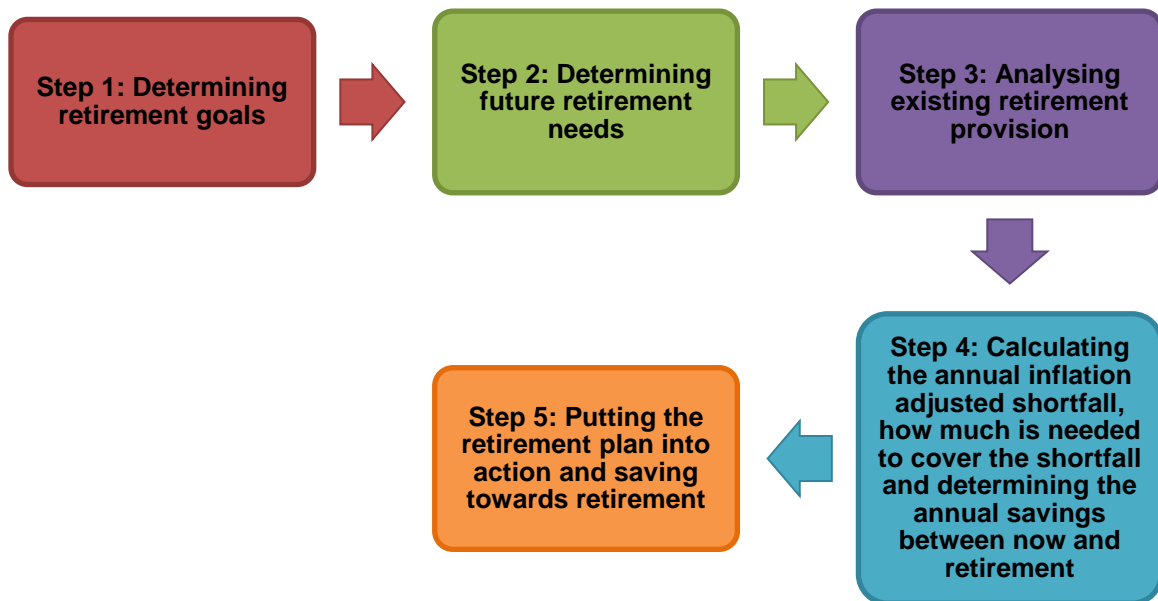 Step 1: Determining
retirement goals
Step 2: Determining
future retirement
needs
Step 3: Analysing
existing retirement
provision
Step 4: Calculating
the annual inflation
adjusted shortfall,
how much is needed
to cover the shortfall
and determining the
annual savings
between now and
retirement
Step 5: Putting the
retirement plan into
action and saving
towards retirement